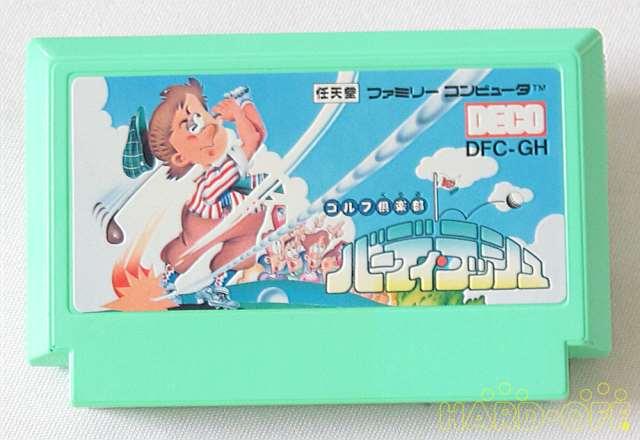 任天堂 ファミリー コンピュータ™
DECO
DFC-GH
ゴルフ倶楽部
バーディーラッシュ
HARD-OFF